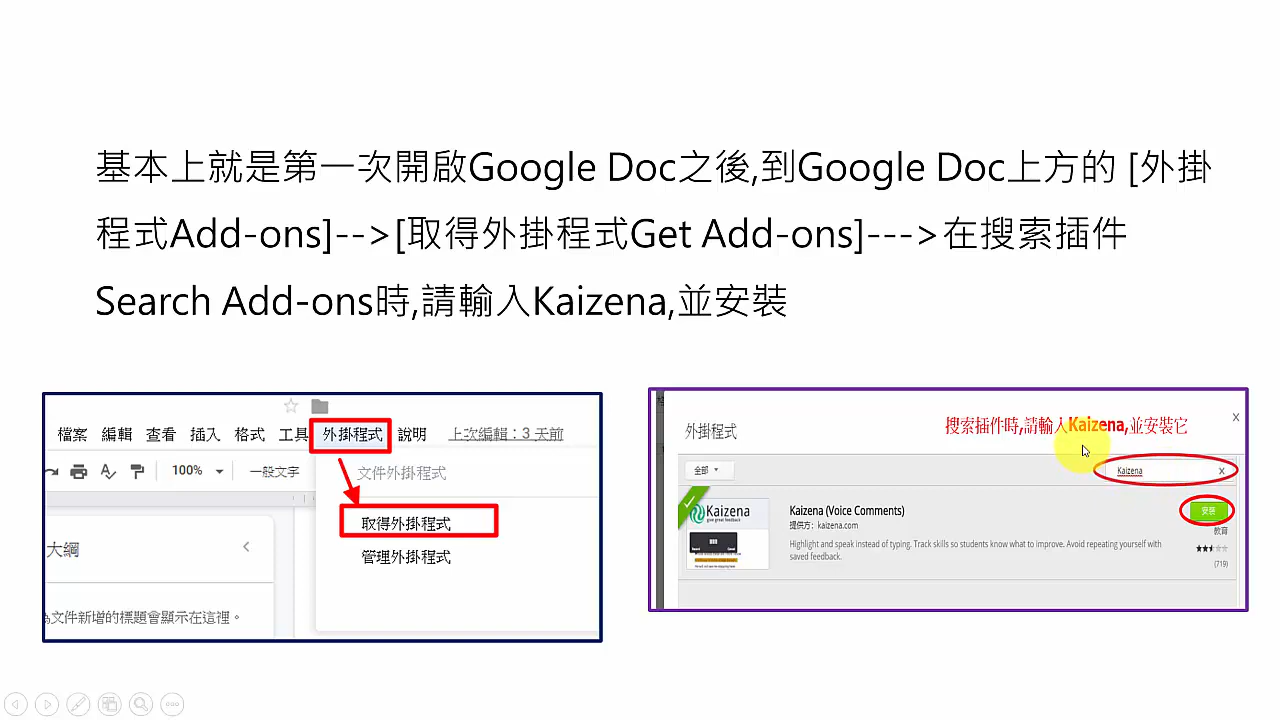 基本上就是第一次開啟Google Doc之後,到Google Doc上方的 [外掛
程式Add-ons]-->[取得外掛程式Get Add-ons]--->在搜索插件
Search Add-ons時,請輸入Kaizena,並安裝
檔案 編輯 查看 插入 格式 工具 外掛程式 說明 上次編輯：3 天前
100% 一般文字
文件外掛程式
取得外掛程式
管理外掛程式
大綱
文件新增的標題會顯示在這裡。
搜索插件時,請輸入Kaizena,並安裝它
x
外掛程式
全部
Kaizena x
Kaizena
give great feedback
Kaizena (Voice Comments)
提供方：kaizena.com
Highlight and speak instead of typing. Track skills so students know what to improve. Avoid repeating yourself with
saved feedback.
安裝
教育
(719)